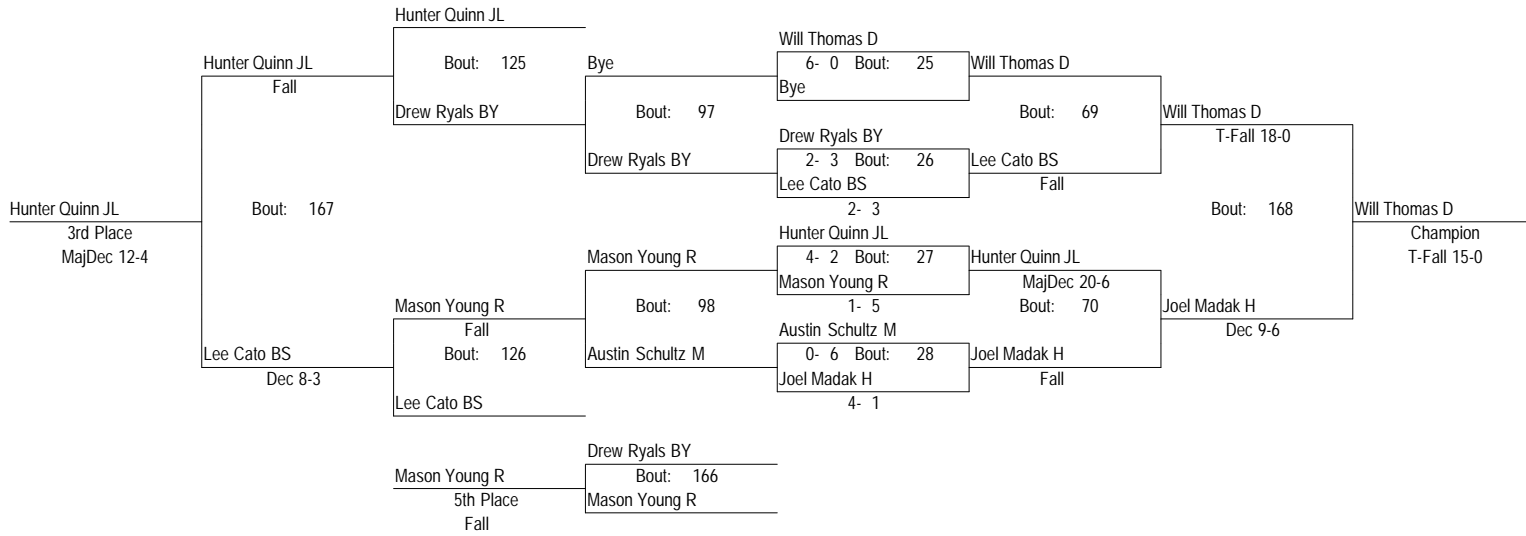 Hunter Quinn JL
Will Thomas D
Hunter Quinn JL Bout: 125 Bye 6- 0 Bout: 25 Will Thomas D
Fall Bye
Drew Ryals BY Bout: 97 Bout: 69 Will Thomas D
Drew Ryals BY T-Fall 18-0
Drew Ryals BY 2- 3 Bout: 26 Lee Cato BS
Lee Cato BS Fall
Hunter Quinn JL Bout: 167 2- 3 Bout: 168 Will Thomas D
3rd Place Hunter Quinn JL Champion
MajDec 12-4 Mason Young R 4- 2 Bout: 27 Hunter Quinn JL T-Fall 15-0
Mason Young R MajDec 20-6
Mason Young R Bout: 98 1- 5 Bout: 70 Joel Madak H
Fall Austin Schultz M Dec 9-6
Lee Cato BS Bout: 126 Austin Schultz M 0- 6 Bout: 28 Joel Madak H
Dec 8-3 Joel Madak H Fall
Lee Cato BS 4- 1
Drew Ryals BY
Mason Young R Bout: 166
5th Place Mason Young R
Fall